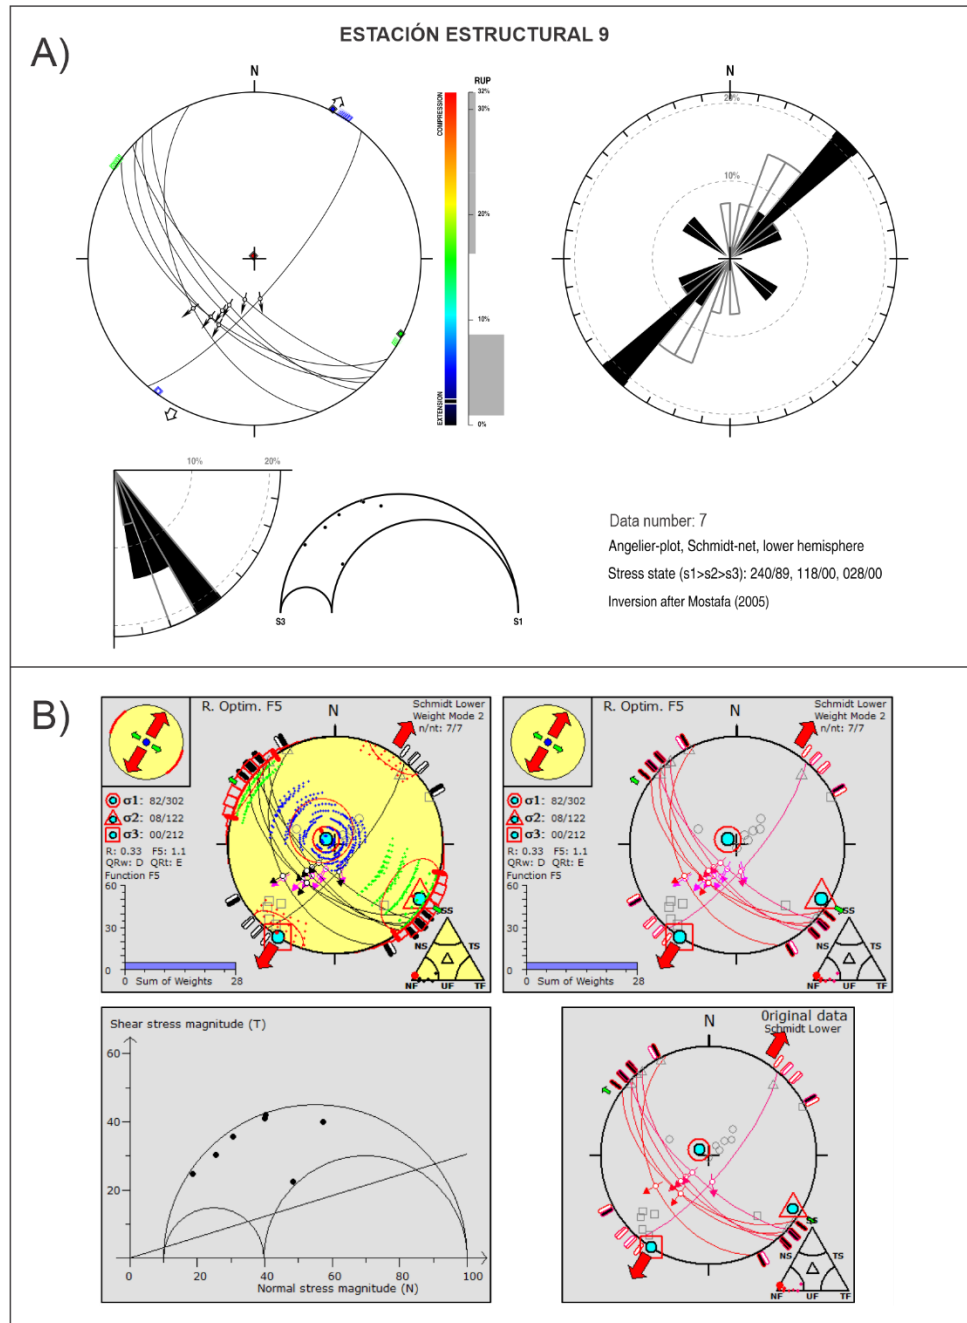 ESTACIÓN ESTRUCTURAL 9
A)
N
RUP
32%
30%
20%
10%
0%
COMPRESSION
EXTENSION
N
20%
10%
10%
20%
S3
S1
Data number: 7
Angelier-plot, Schmidt-net, lower hemisphere
Stress state (s1>s2>s3): 240/89, 118/00, 028/00
Inversion after Mostafa (2005)
B)
R. Optim. F5
N
Schmidt Lower
Weight Mode 2
n/nt: 7/7
σ1: 82/302
σ2: 08/122
σ3: 00/212
R: 0.33 F5: 1.1
QRw: D QRt: E
Function F5
60
30
0
Sum of Weights
28
SS
NS
TS
NF
UF
TF
R. Optim. F5
N
Schmidt Lower
Weight Mode 2
n/nt: 7/7
σ1: 82/302
σ2: 08/122
σ3: 00/212
R: 0.33 F5: 1.1
QRw: D QRt: E
Function F5
60
30
0
Sum of Weights
28
SS
NS
TS
NF
UF
TF
Shear stress magnitude (T)
60
40
20
0
20
40
60
80
100
Normal stress magnitude (N)
N
Original data
Schmidt Lower
SS
NS
TS
NF
UF
TF